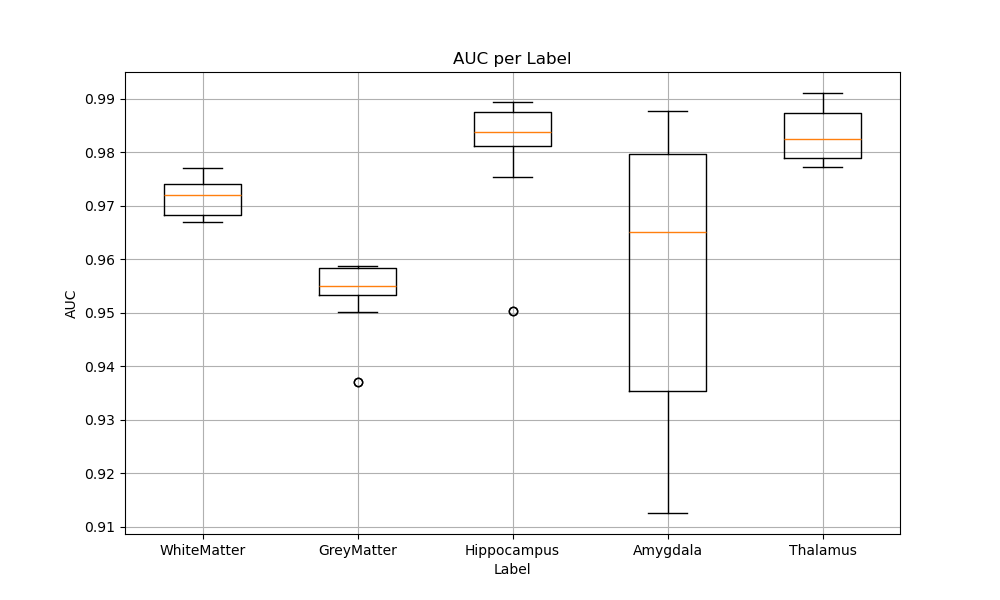 AUC per Label
AUC
0.99
0.98
0.97
0.96
0.95
0.94
0.93
0.92
0.91
WhiteMatter GreyMatter Hippocampus Amygdala Thalamus
Label